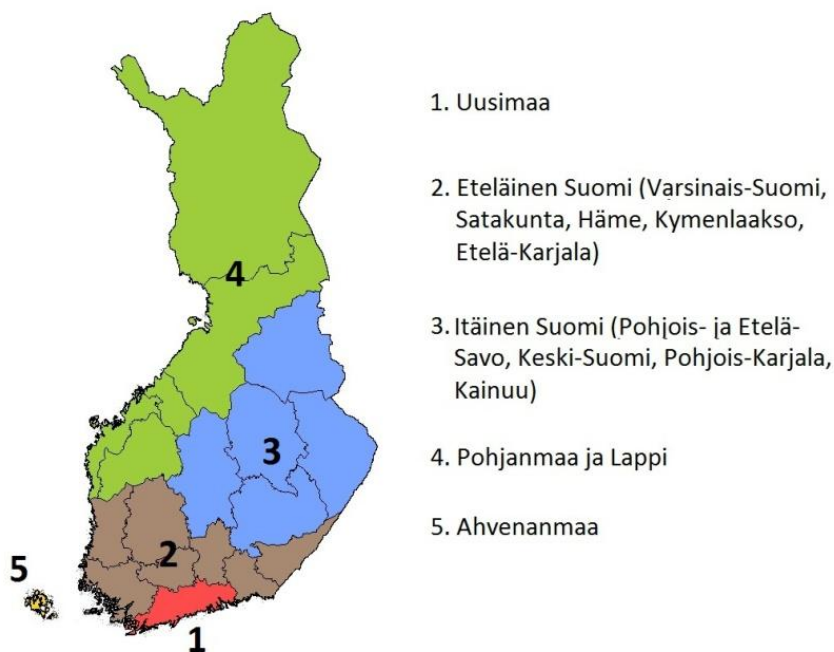 1. Uusimaa
2. Eteläinen Suomi (Varsinais-Suomi,
Satakunta, Häme, Kymenlaakso,
Etelä-Karjala)
3. Itäinen Suomi (Pohjois- ja Etelä-
Savo, Keski-Suomi, Pohjois-Karjala,
Kainuu)
4. Pohjanmaa ja Lappi
5. Ahvenanmaa
4
3
2
5
1